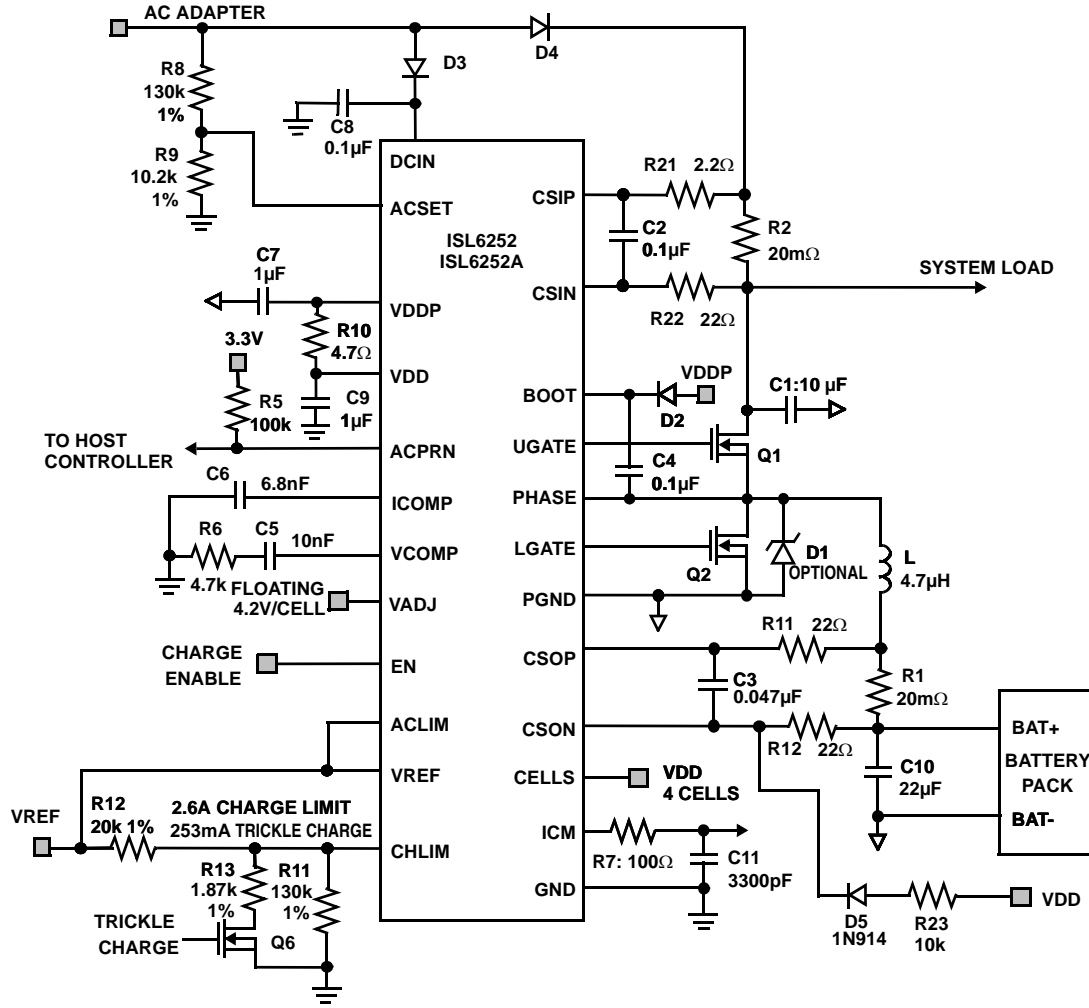 AC ADAPTER
D4
D3
R8
130k
1%
C8
0.1µF
R9
10.2k
1%
DCIN
ACSET
ISL6252
ISL6252A
CSIP
R21 2.2Ω
C2
0.1µF
R2
20mΩ
CSIN
R22 22Ω
SYSTEM LOAD
C7
1µF
VDDP
R10
4.7Ω
3.3V
VDD
R5
100k
C9
1µF
TO HOST
CONTROLLER
ACPRN
BOOT
VDDP
D2
C1:10 µF
UGATE
Q1
C4
0.1µF
PHASE
C6
6.8nF
ICOMP
R6
4.7k
C5
10nF
VCOMP
LGATE
Q2
D1
OPTIONAL
L
4.7µH
FLOATING
4.2V/CELL
VADJ
PGND
R11 22Ω
CHARGE
ENABLE
EN
CSOP
C3
0.047µF
R1
20mΩ
ACLIM
CSON
R12 22Ω
BAT+
BATTERY
PACK
BAT-
C10
22µF
VREF
CELLS
VDD
4 CELLS
VREF
R12
20k 1%
2.6A CHARGE LIMIT
253mA TRICKLE CHARGE
CHLIM
ICM
R7: 100Ω
C11
3300pF
R13
1.87k
1%
R11
130k
1%
GND
TRICKLE
CHARGE
Q6
D5
1N914
R23
10k
VDD